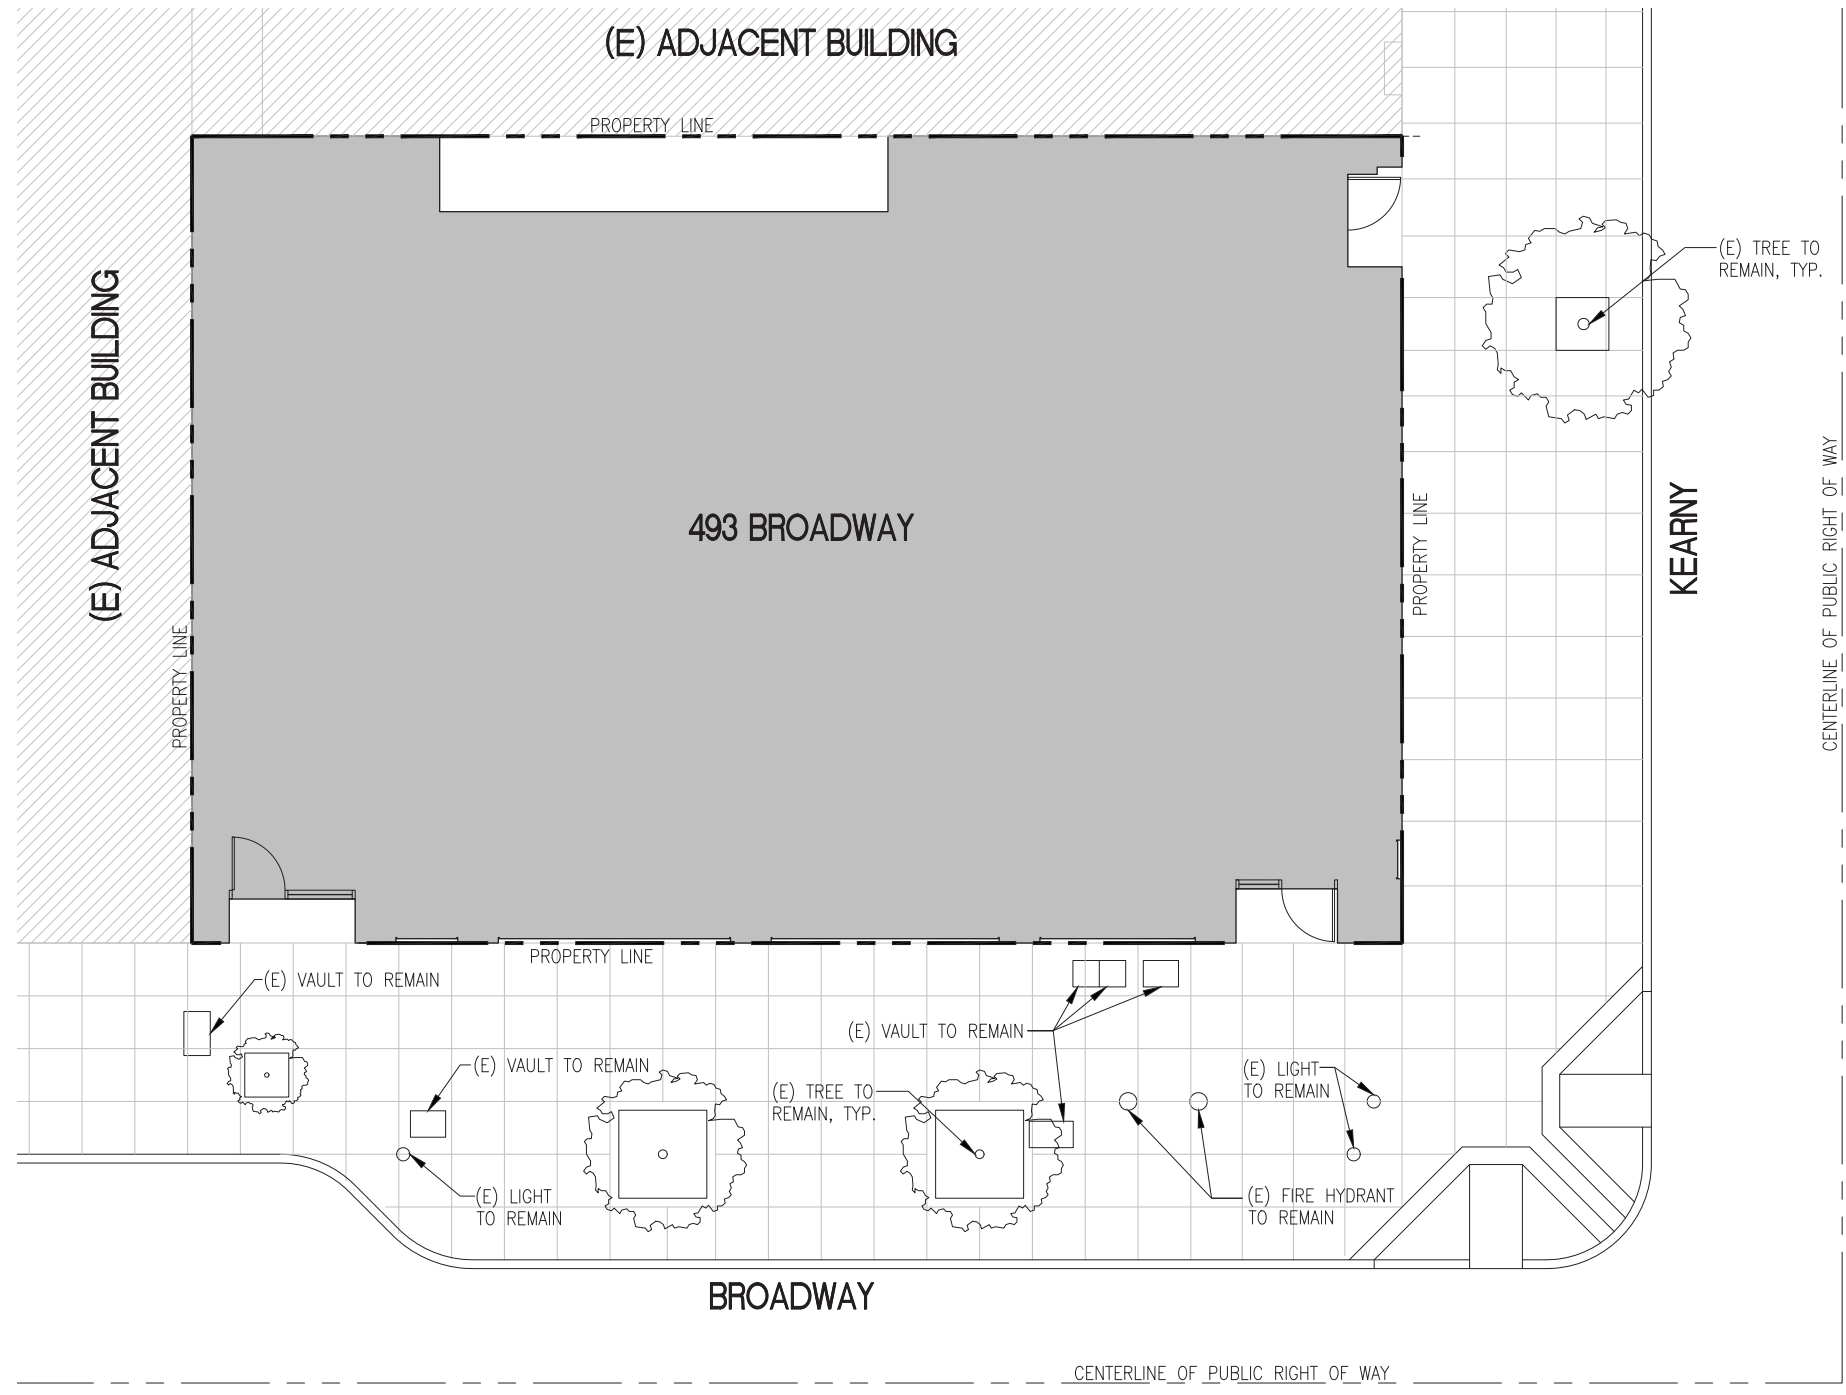 (E) ADJACENT BUILDING
PROPERTY LINE
(E) TREE TO
REMAIN, TYP.
(E) ADJACENT BUILDING
493 BROADWAY
PROPERTY LINE
KEARNY
CENTERLINE OF PUBLIC RIGHT OF WAY
PROPERTY LINE
PROPERTY LINE
(E) VAULT TO REMAIN
(E) VAULT TO REMAIN
(E) VAULT TO REMAIN
(E) TREE TO
REMAIN, TYP.
(E) LIGHT
TO REMAIN
(E) LIGHT
TO REMAIN
(E) FIRE HYDRANT
TO REMAIN
BROADWAY
CENTERLINE OF PUBLIC RIGHT OF WAY